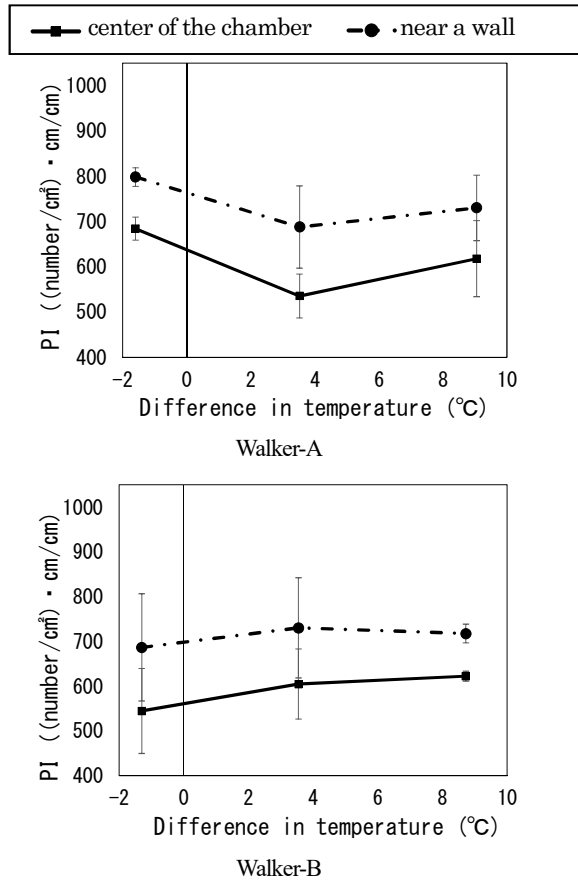 center of the chamber near a wall
1000
900
800
700
600
500
400
PI ((number/c㎡)・cm/cm)
-2 0 2 4 6 8 10
Difference in temperature (℃)
Walker-A
1000
900
800
700
600
500
400
PI ((number/c㎡)・cm/cm)
-2 0 2 4 6 8 10
Difference in temperature (℃)
Walker-B